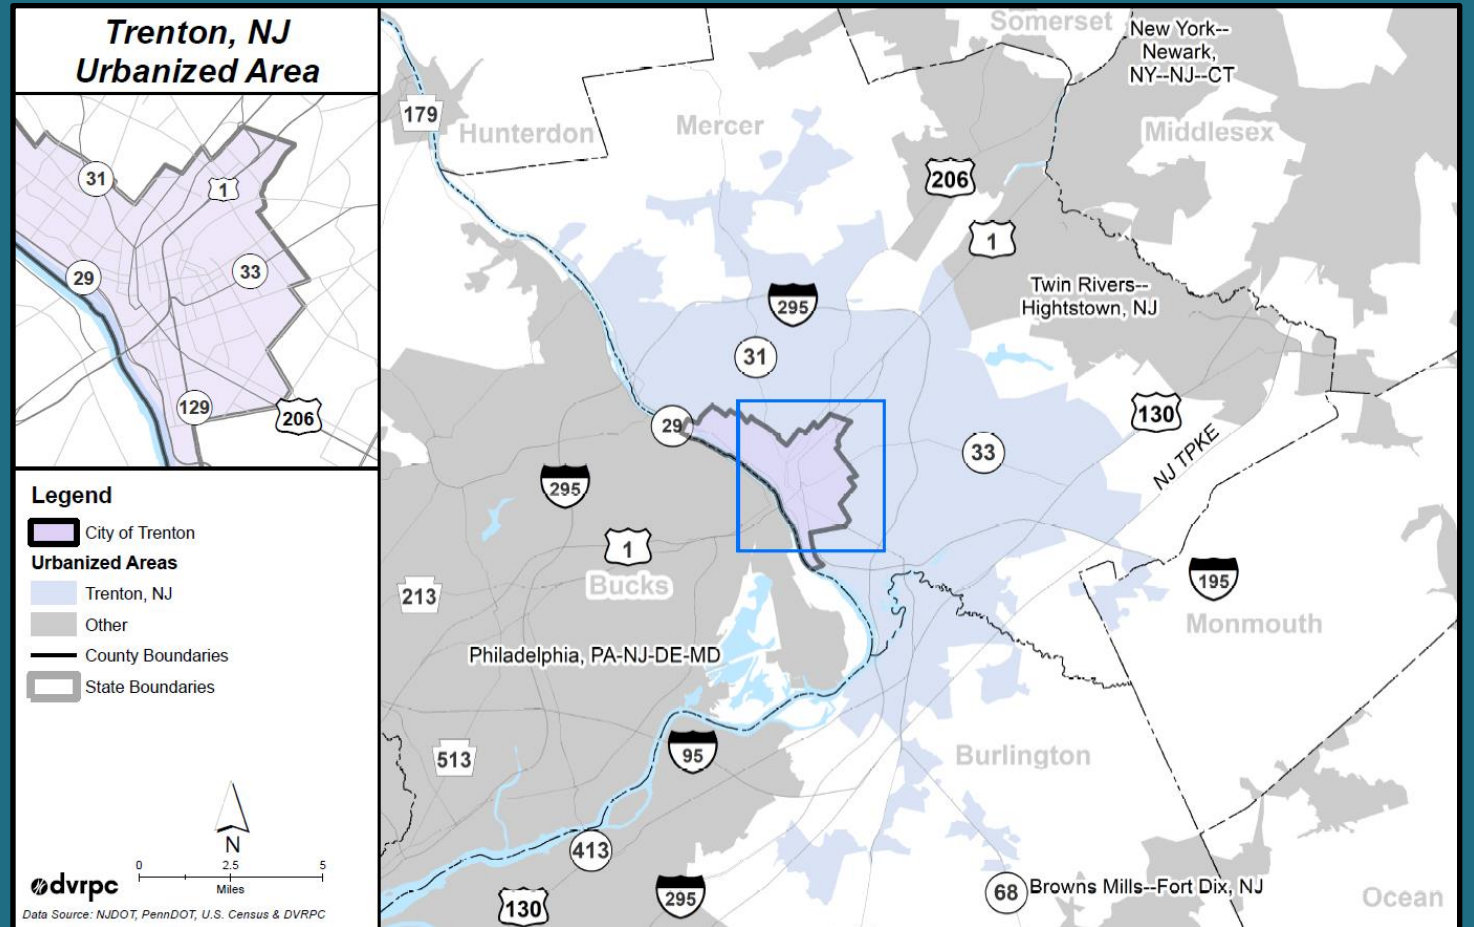 Trenton, NJ
Urbanized Area
31
1
29
33
129
206
Legend
City of Trenton
Urbanized Areas
Trenton, NJ
Other
County Boundaries
State Boundaries
N
0 2.5 5
Miles
dvrpc
Data Source: NJDOT, PennDOT, U.S. Census & DVRPC
Somerset
New York--
Newark,
NY--NJ--CT
179
Hunterdon
Mercer
Middlesex
206
1
Twin Rivers--
Hightstown, NJ
295
31
130
29
33
NJ TPKE
295
1
Bucks
195
213
Monmouth
Philadelphia, PA-NJ-DE-MD
95
513
Burlington
413
68
Browns Mills--Fort Dix, NJ
130
295
Ocean